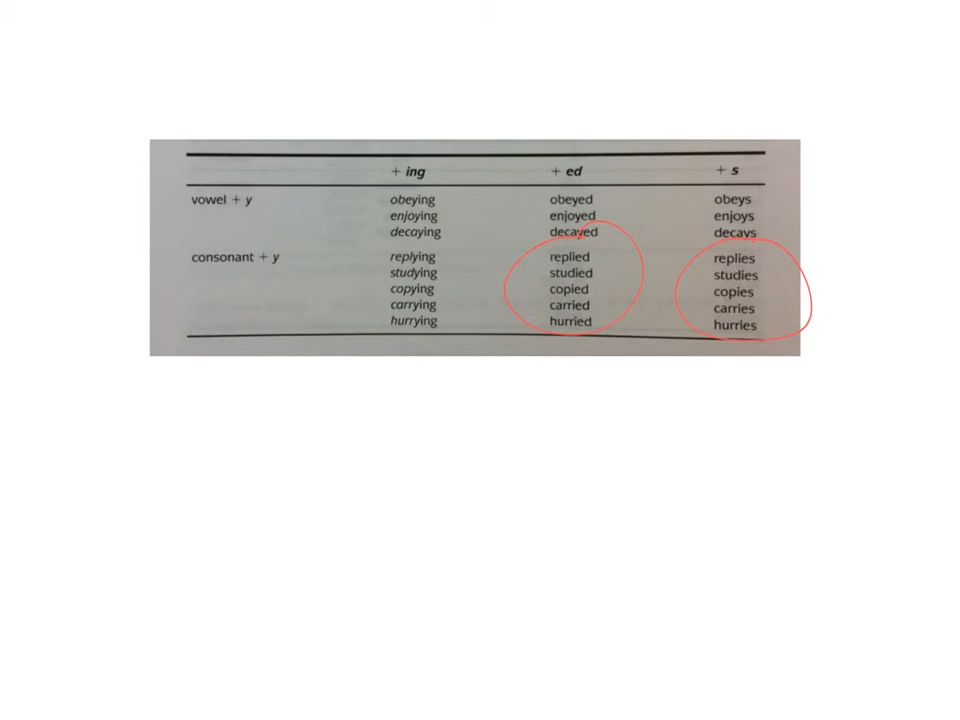 + ing + ed + s
vowel + y obeying obeyed obeys
enjoying enjoyed enjoys
decaying decayed decays
consonant + y replying replied replies
studying studied studies
copying copied copies
carrying carried carries
hurrying hurried hurries